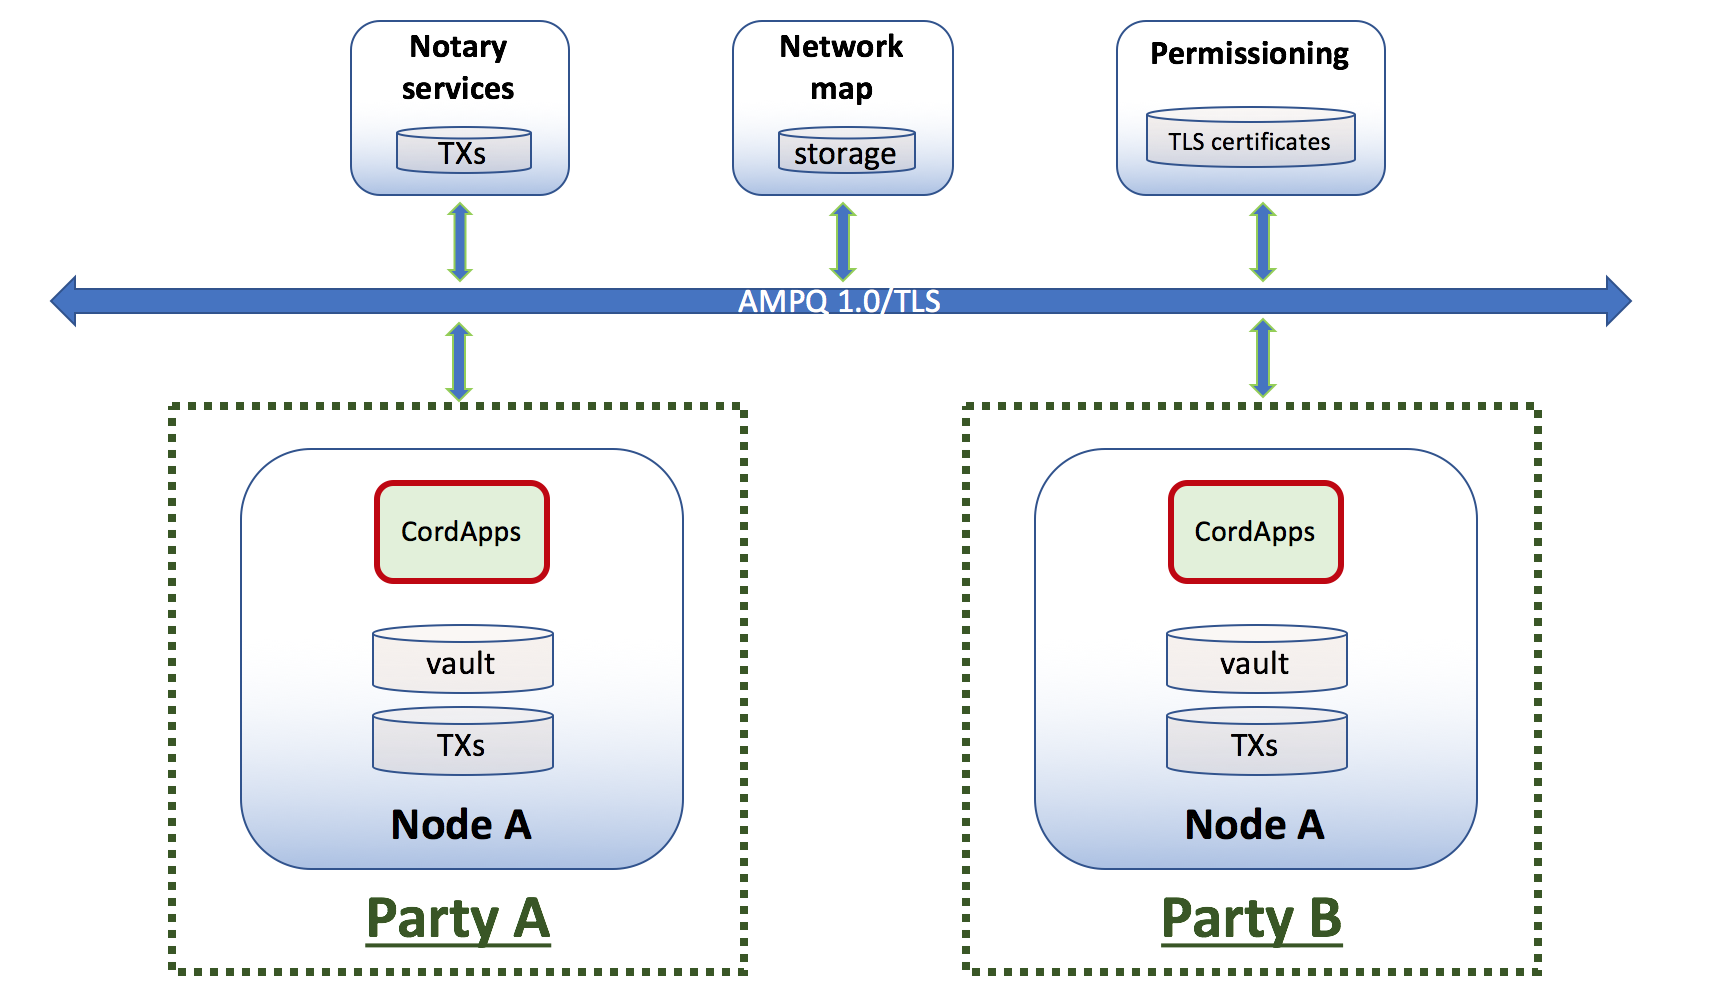 Notary
services
TXs
Network
map
storage
Permissioning
TLS certificates
AMPQ 1.0/TLS
CordApps
vault
TXs
Node A
Party A
CordApps
vault
TXs
Node A
Party B